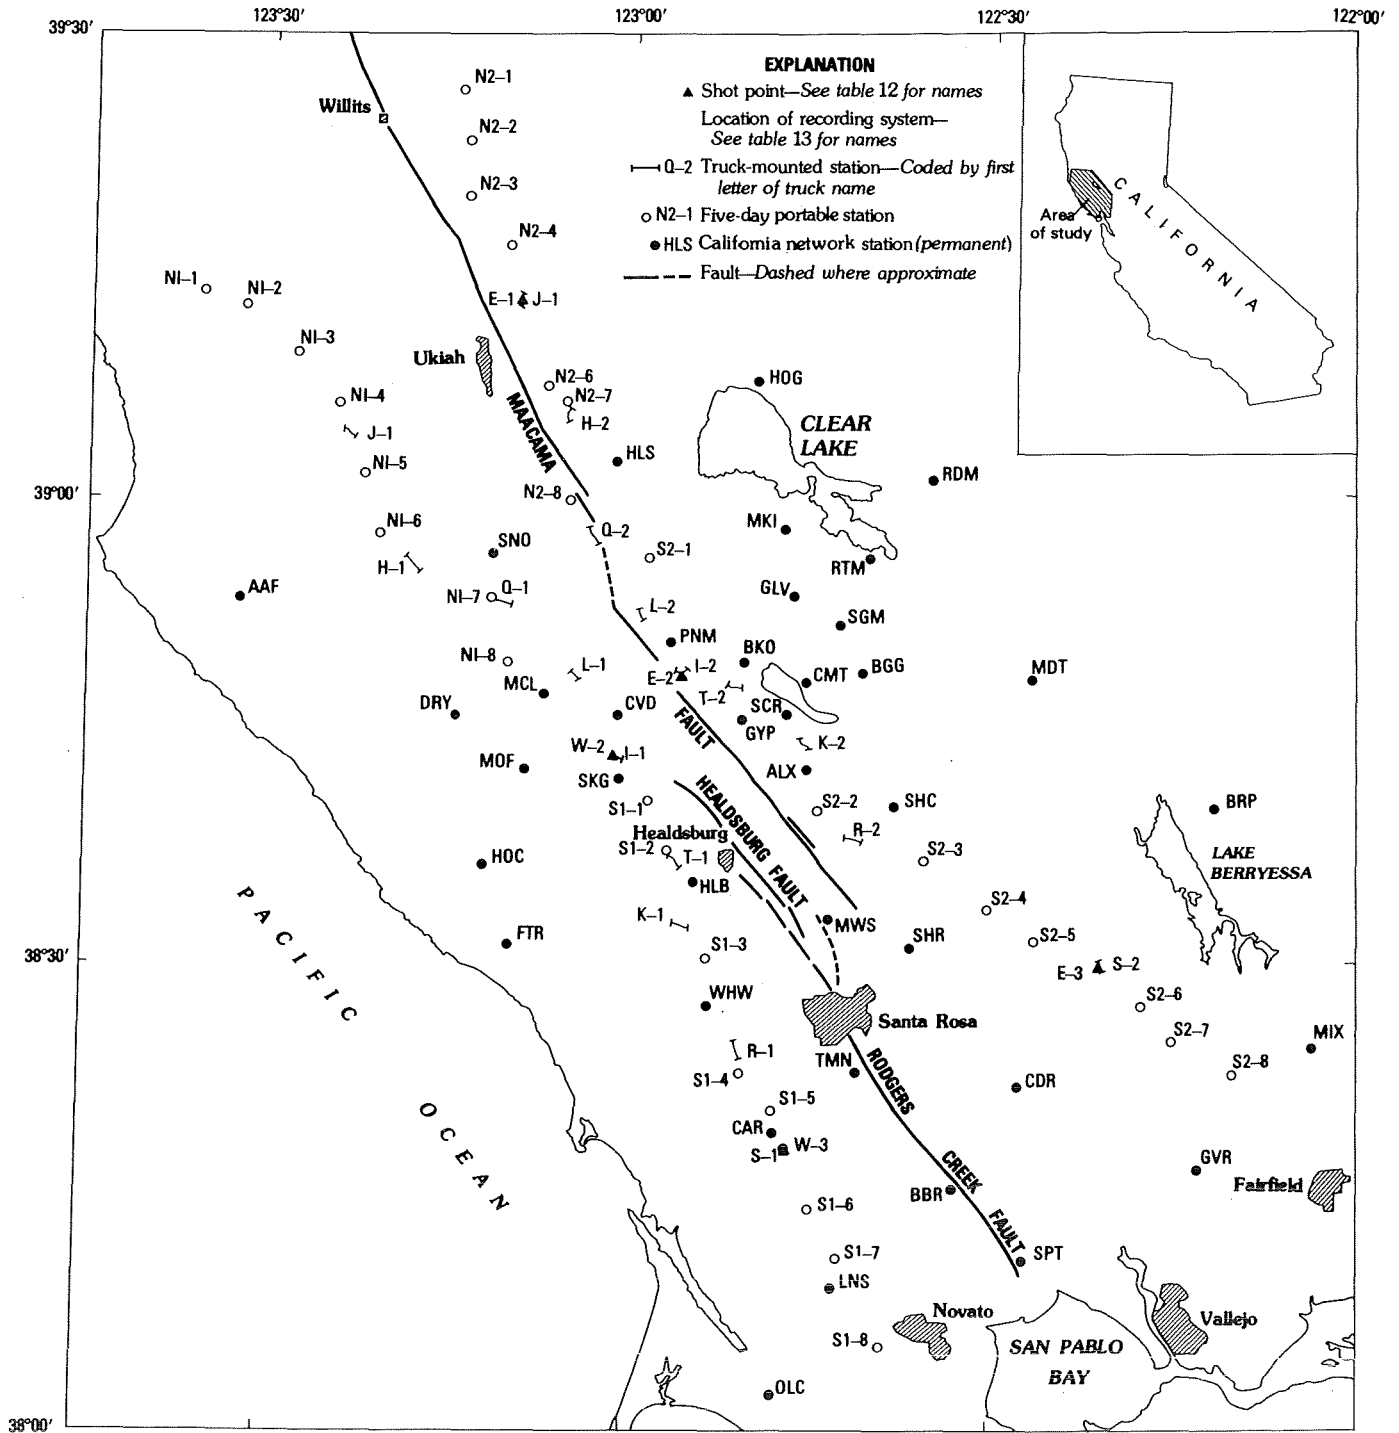 123°30′
123°00′
122°30′
122°00′
39°30′
EXPLANATION
Shot point—See table 12 for names
Location of recording system—
See table 13 for names
Q–2 Truck-mounted station—Coded by first
letter of truck name
N2–1 Five-day portable station
HLS California network station (permanent)
Fault—Dashed where approximate
CALIFORNIA
Area
of study
N2–1
Willits
N2–2
N2–3
N2–4
NI–1
NI–2
E–1
J–1
NI–3
Ukiah
N2–6
N2–7
HOG
NI–4
H–2
J–1
MAACAMA
CLEAR
LAKE
HLS
NI–5
RDM
39°00′
N2–8
NI–6
Q–2
MKI
SNO
S2–1
H–1
RTM
AAF
NI–7
Q–1
GLV
L–2
SGM
PNM
NI–8
L–1
BKO
E–2
I–2
CMT
BGG
MDT
MCL
T–2
DRY
CVD
SCR
GYP
FAULT
W–2
I–1
K–2
MOF
SKG
ALX
S1–1
HEALDSBURG FAULT
S2–2
SHC
BRP
Healdsburg
R–2
S1–2
T–1
S2–3
LAKE
BERRYESSA
HOC
HLB
S2–4
K–1
MWS
FTR
SHR
S2–5
38°30′
S1–3
E–3
S–2
PACIFIC
OCEAN
WHW
S2–6
Santa Rosa
S2–7
MIX
R–1
TMN
S1–4
RODGERS
CREEK
FAULT
S2–8
CDR
S1–5
CAR
W–3
S–1
GVR
BBR
Fairfield
S1–6
S1–7
SPT
LNS
Novato
Vallejo
S1–8
SAN PABLO
BAY
OLC
38°00′